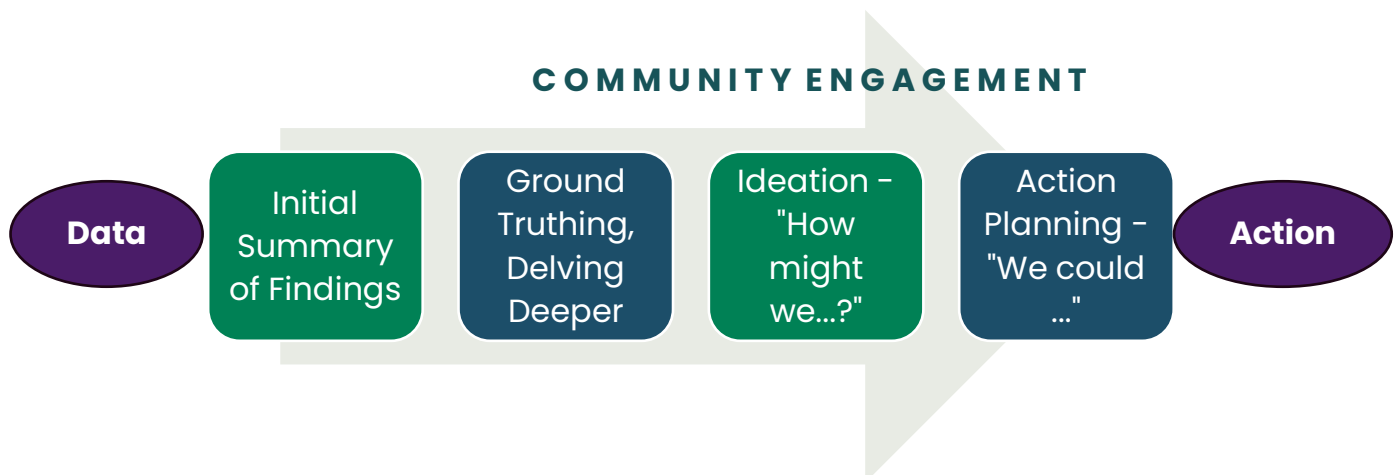 COMMUNITY ENGAGEMENT
Data
Initial
Summary
of Findings
Ground
Truthing,
Delving
Deeper
Ideation -
"How
might
we...?"
Action
Planning -
"We could
..."
Action